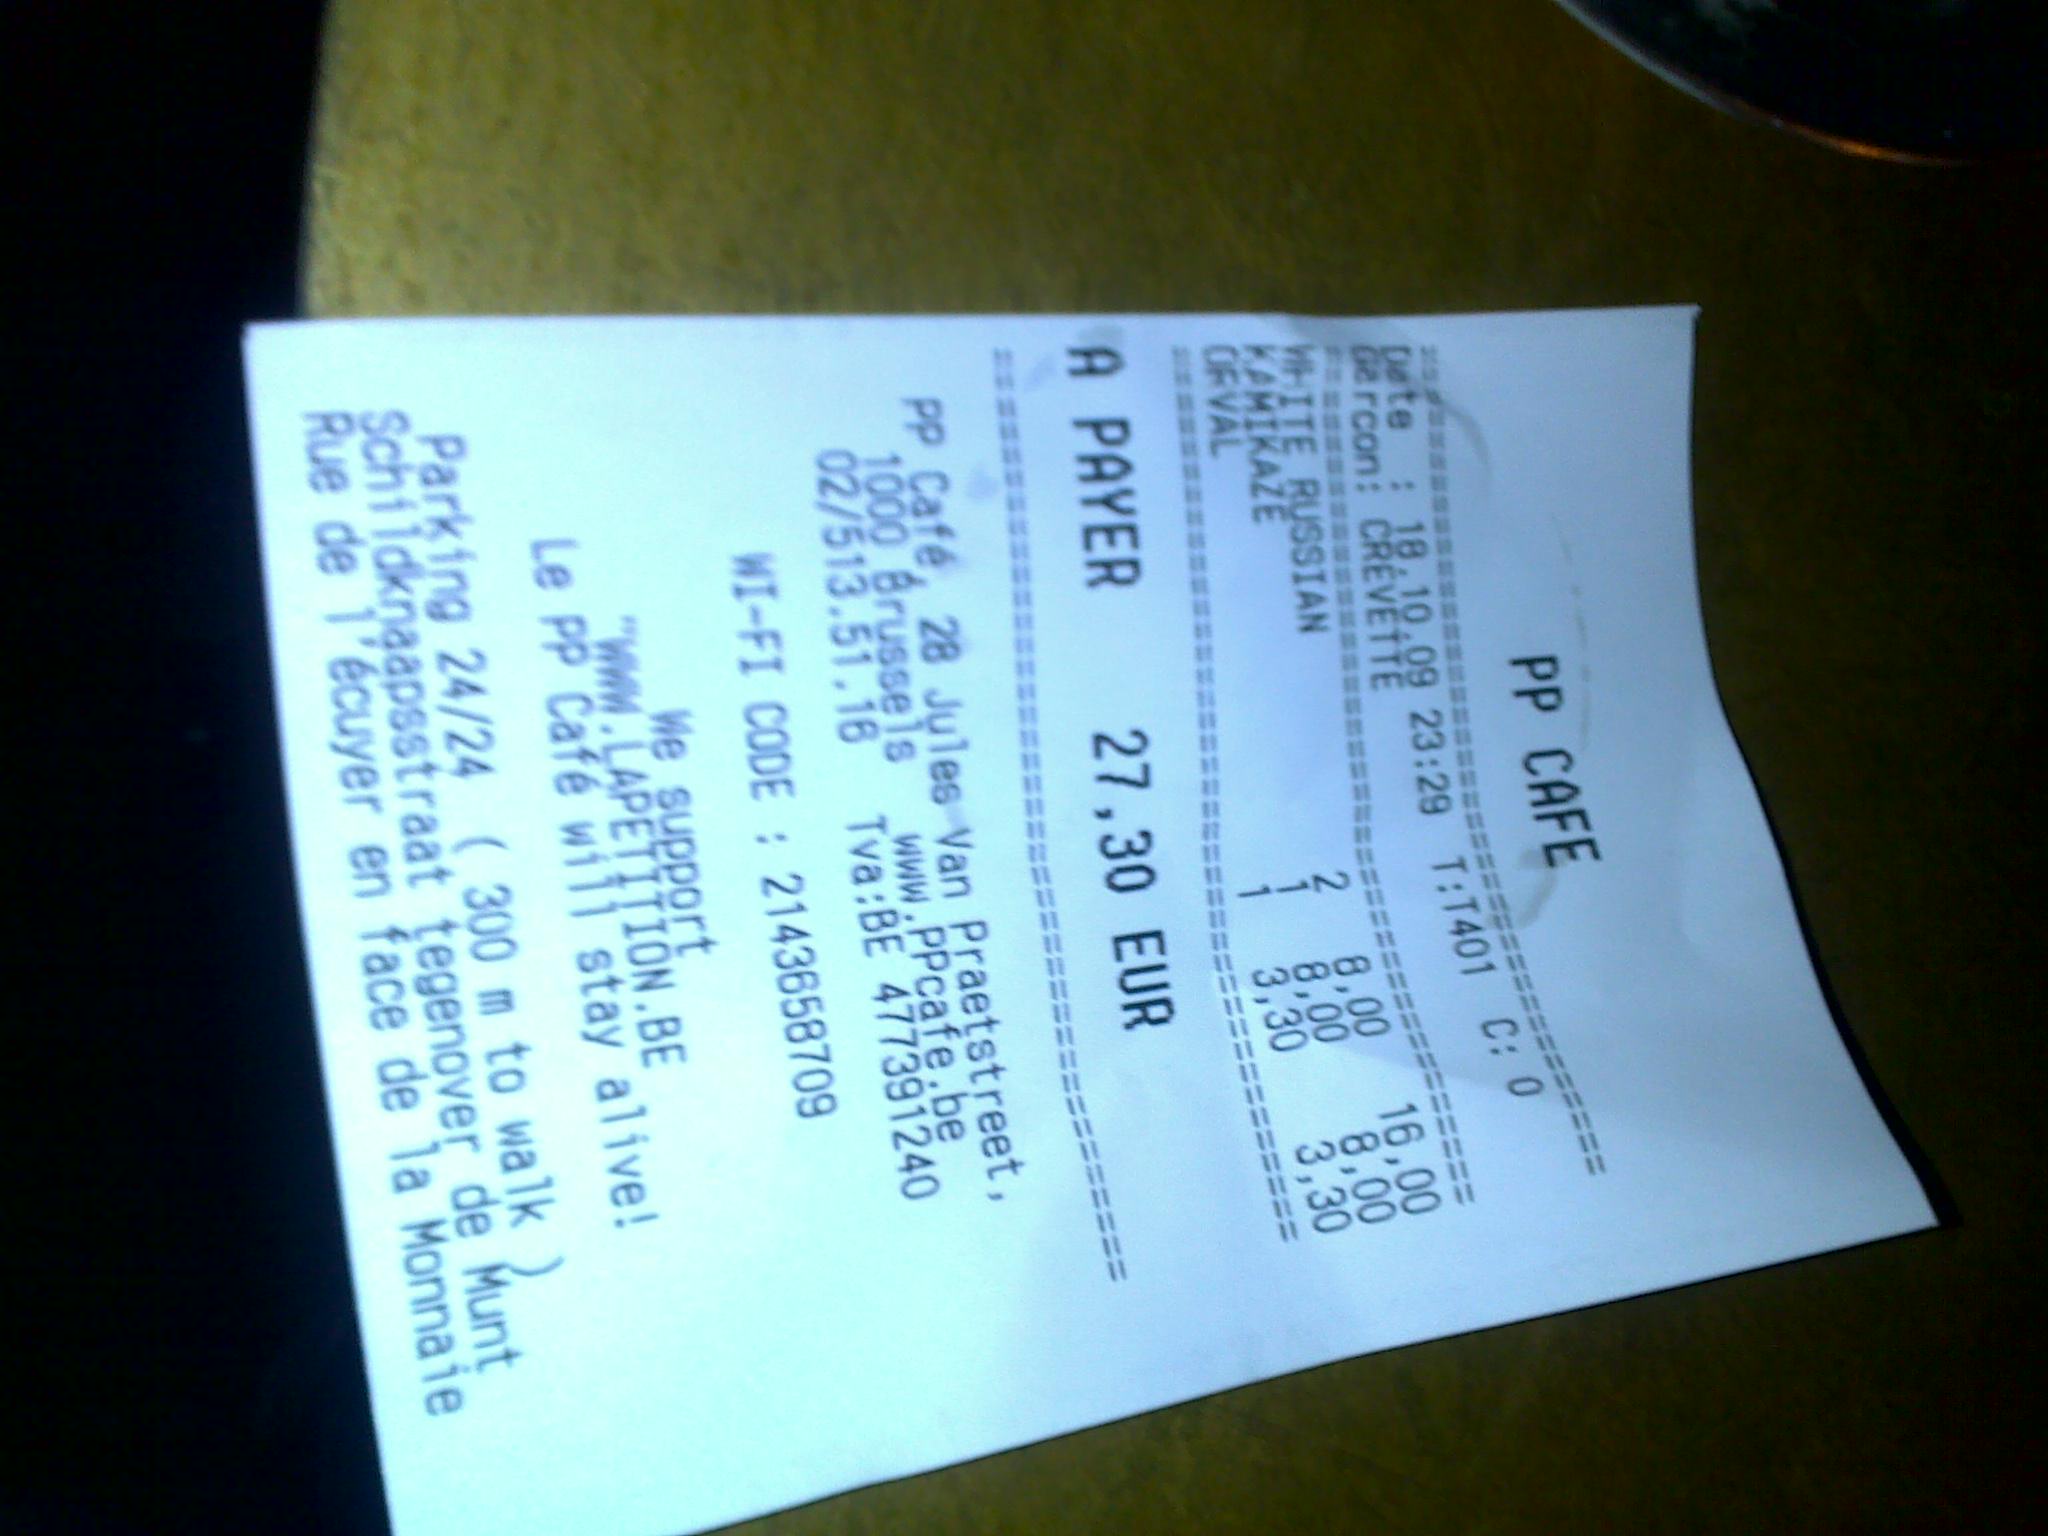 PP CAFE
==============================
Date : 18.10.09 23:29 T:T401 C: 0
Garcon: CREVETTE
==============================
WHITE RUSSIAN 2 8,00 16,00
KAMIKAZE 1 8,00 8,00
ORVAL 1 3,30 3,30
==============================
A PAYER 27,30 EUR
==============================
PP Café, 28 Jules Van Praetstreet,
1000 Brussels www.PPcafe.be
02/513.51.16 Tva:BE 477391240
WI-FI CODE : 2143658709
We support
"WWW.LAPETITION.BE
Le PP Café will stay alive!
Parking 24/24 ( 300 m to walk )
Schildknaapsstraat tegenover de Munt
Rue de l'écuyer en face de la Monnaie